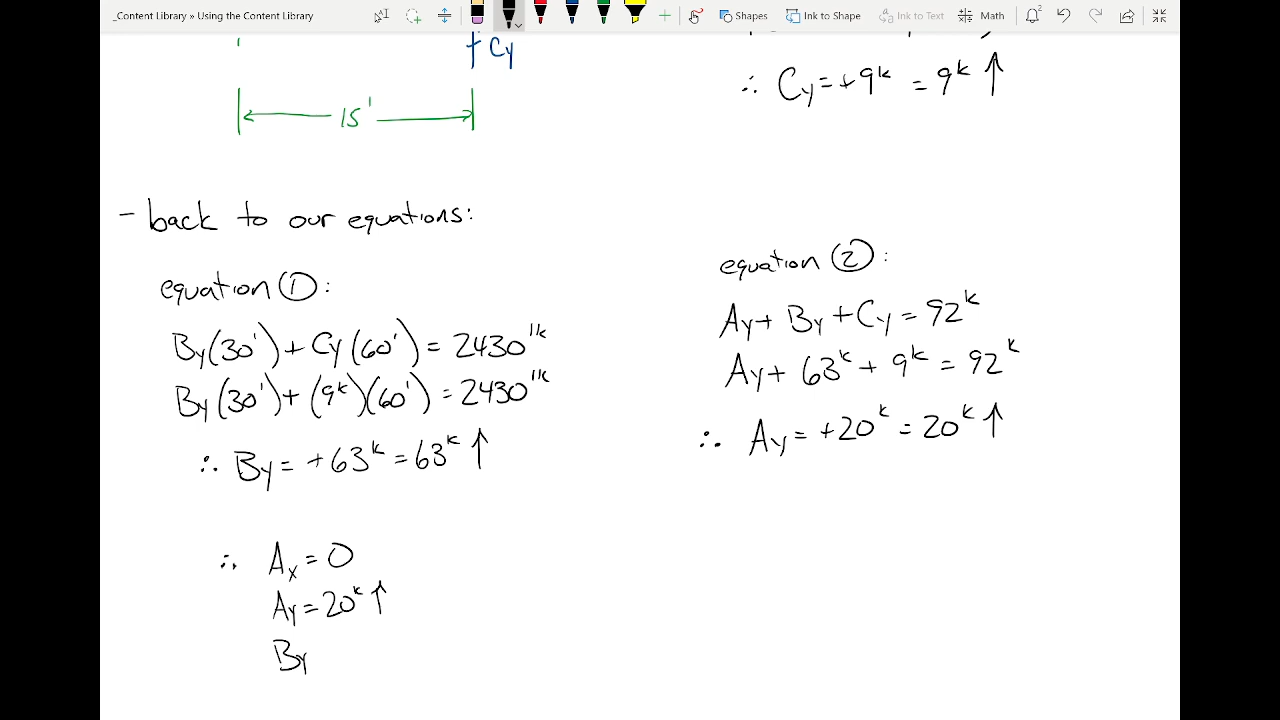 _Content Library » Using the Content Library
Shapes
Ink to Shape
Ink to Text
Math
2
Cy
15'
∴ Cy = +9ᵏ = 9ᵏ ↑
- back to our equations:
equation ①:
By(30') + Cy(60') = 2430'ᵏ
By(30') + (9ᵏ)(60') = 2430'ᵏ
∴ By = +63ᵏ = 63ᵏ ↑
equation ②:
Ay + By + Cy = 92ᵏ
Ay + 63ᵏ + 9ᵏ = 92ᵏ
∴ Ay = +20ᵏ = 20ᵏ ↑
∴ Ax = 0
Ay = 20ᵏ ↑
By